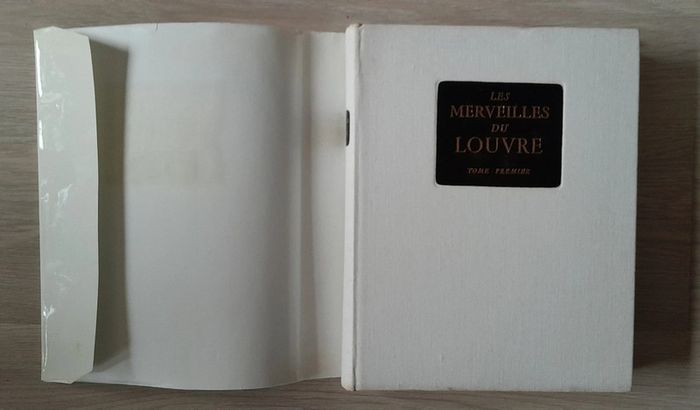 LES
MERVEILLES
DU
LOUVRE
TOME PREMIER